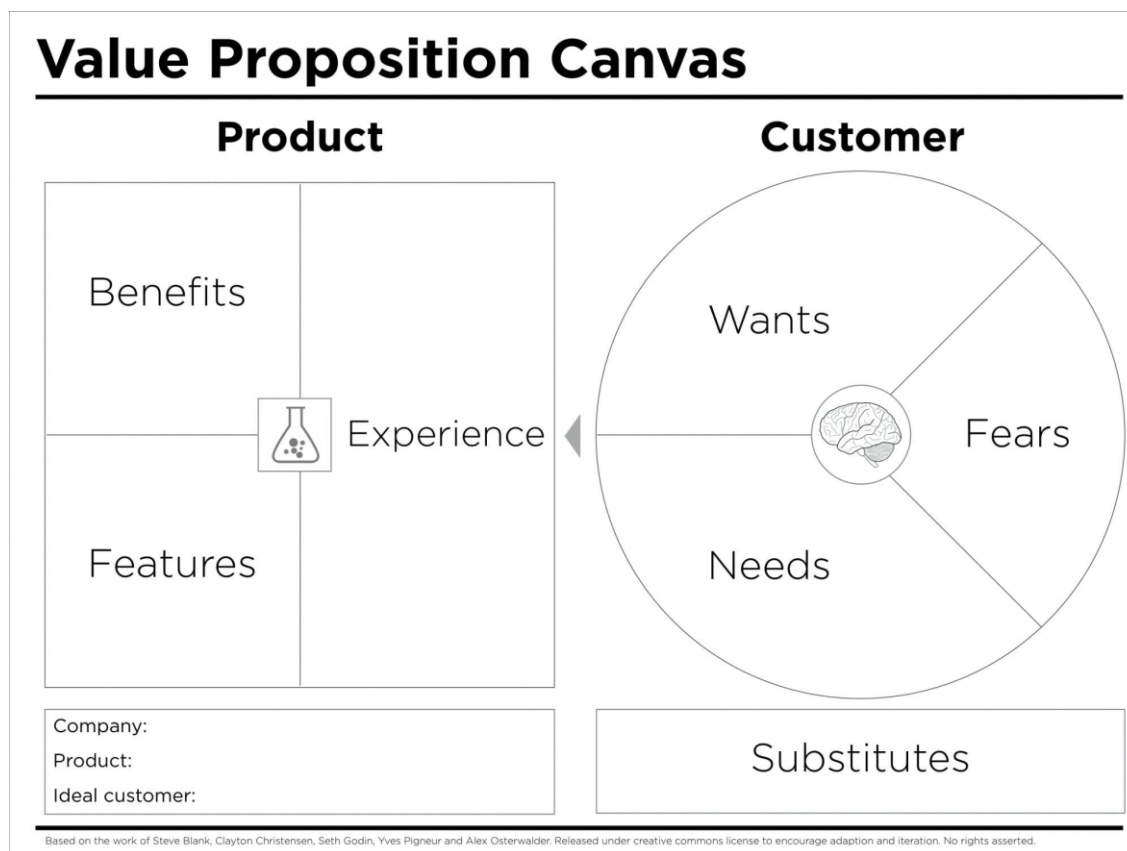 Value Proposition Canvas
Product
Customer
Benefits
Features
Experience
Wants
Fears
Needs
Company:
Product:
Ideal customer:
Substitutes
Based on the work of Steve Blank, Clayton Christensen, Seth Godin, Yves Pigneur and Alex Osterwalder. Released under creative commons license to encourage adaption and iteration. No rights asserted.